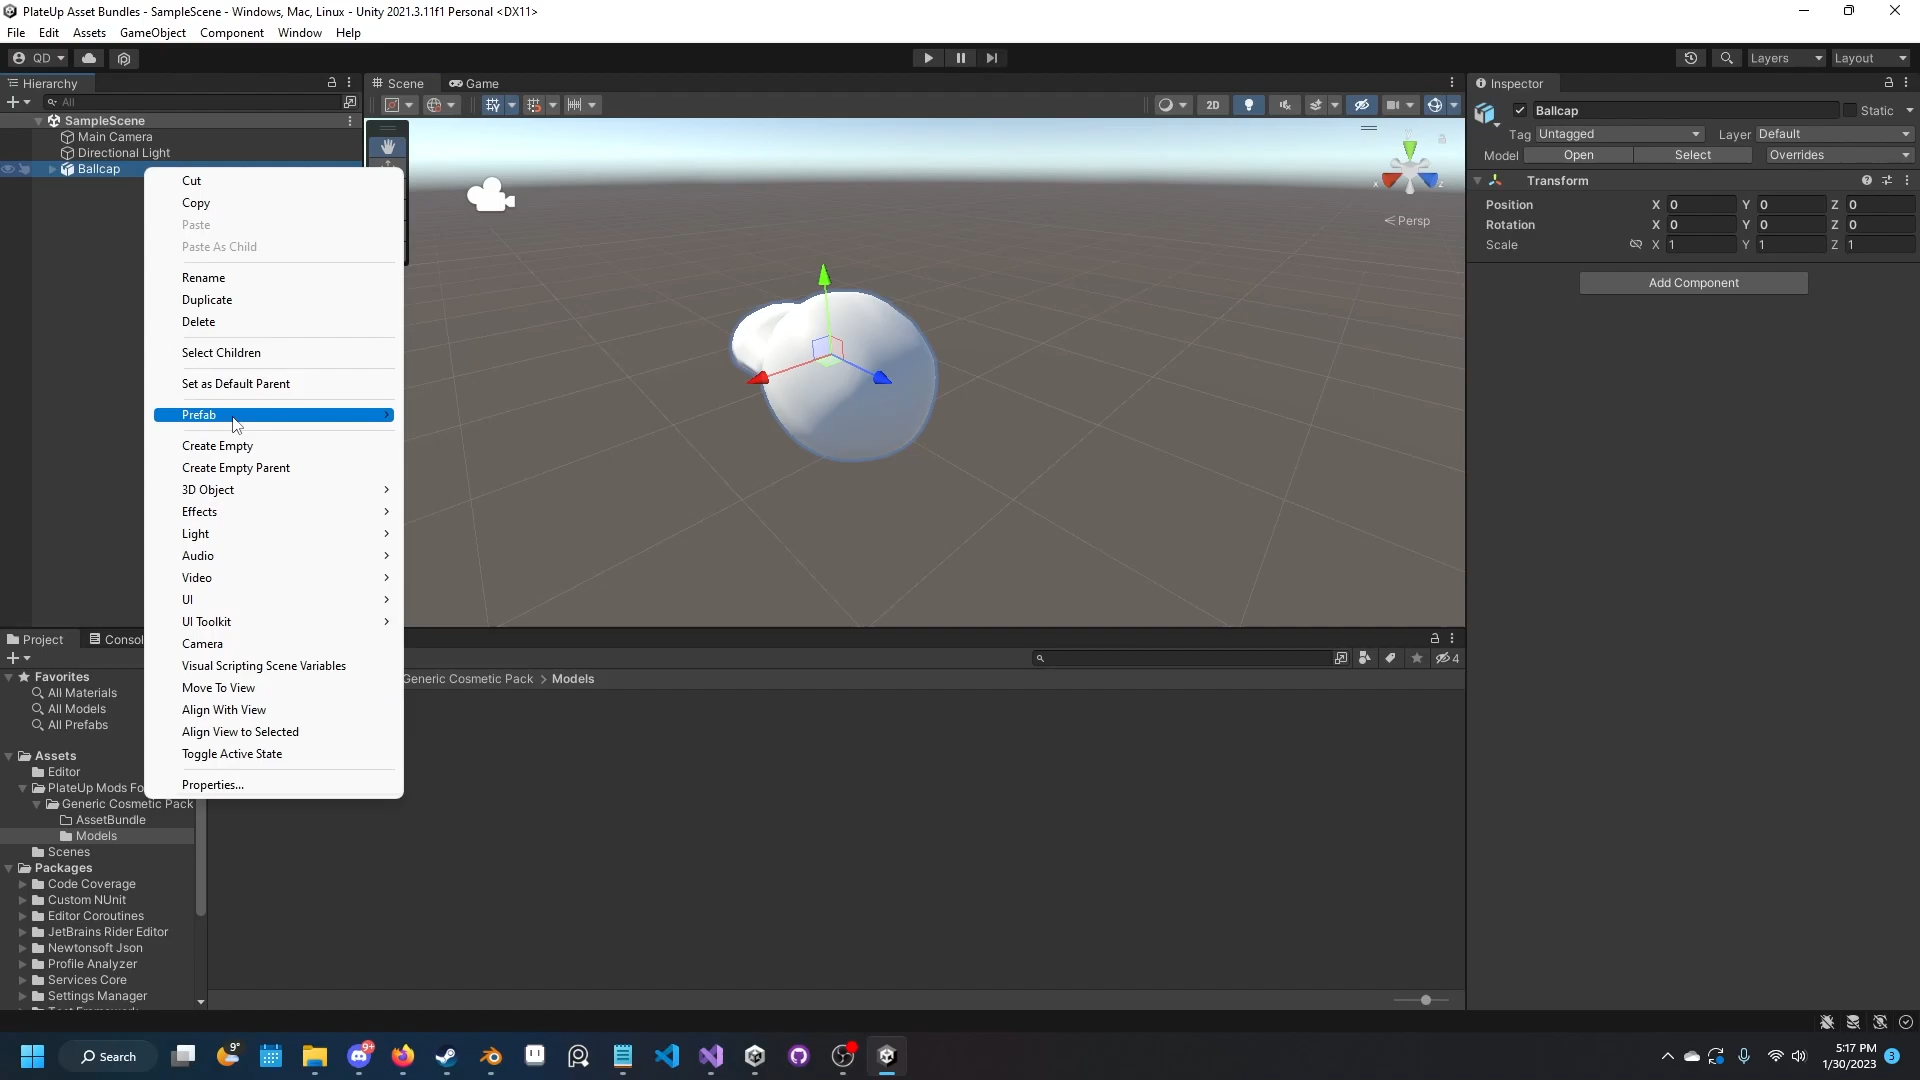 PlateUp Asset Bundles - SampleScene - Windows, Mac, Linux - Unity 2021.3.11f1 Personal <DX11>
File Edit Assets GameObject Component Window Help
QD Layers Layout
Hierarchy
All
SampleScene
Main Camera
Directional Light
Ballcap
Cut
Copy
Paste
Paste As Child
Rename
Duplicate
Delete
Select Children
Set as Default Parent
Prefab
Create Empty
Create Empty Parent
3D Object
Effects
Light
Audio
Video
UI
UI Toolkit
Camera
Visual Scripting Scene Variables
Move To View
Align With View
Align View to Selected
Toggle Active State
Properties...
Scene Game
2D
x z
Persp
Inspector
Ballcap Static
Tag Untagged Layer Default
Model Open Select Overrides
Transform
Position X 0 Y 0 Z 0
Rotation X 0 Y 0 Z 0
Scale X 1 Y 1 Z 1
Add Component
Project Consol
4
Generic Cosmetic Pack > Models
Favorites
All Materials
All Models
All Prefabs
Assets
Editor
PlateUp Mods Fo
Generic Cosmetic Pack
AssetBundle
Models
Scenes
Packages
Code Coverage
Custom NUnit
Editor Coroutines
JetBrains Rider Editor
Newtonsoft Json
Profile Analyzer
Services Core
Settings Manager
Search
9°
9+
5:17 PM
1/30/2023
3